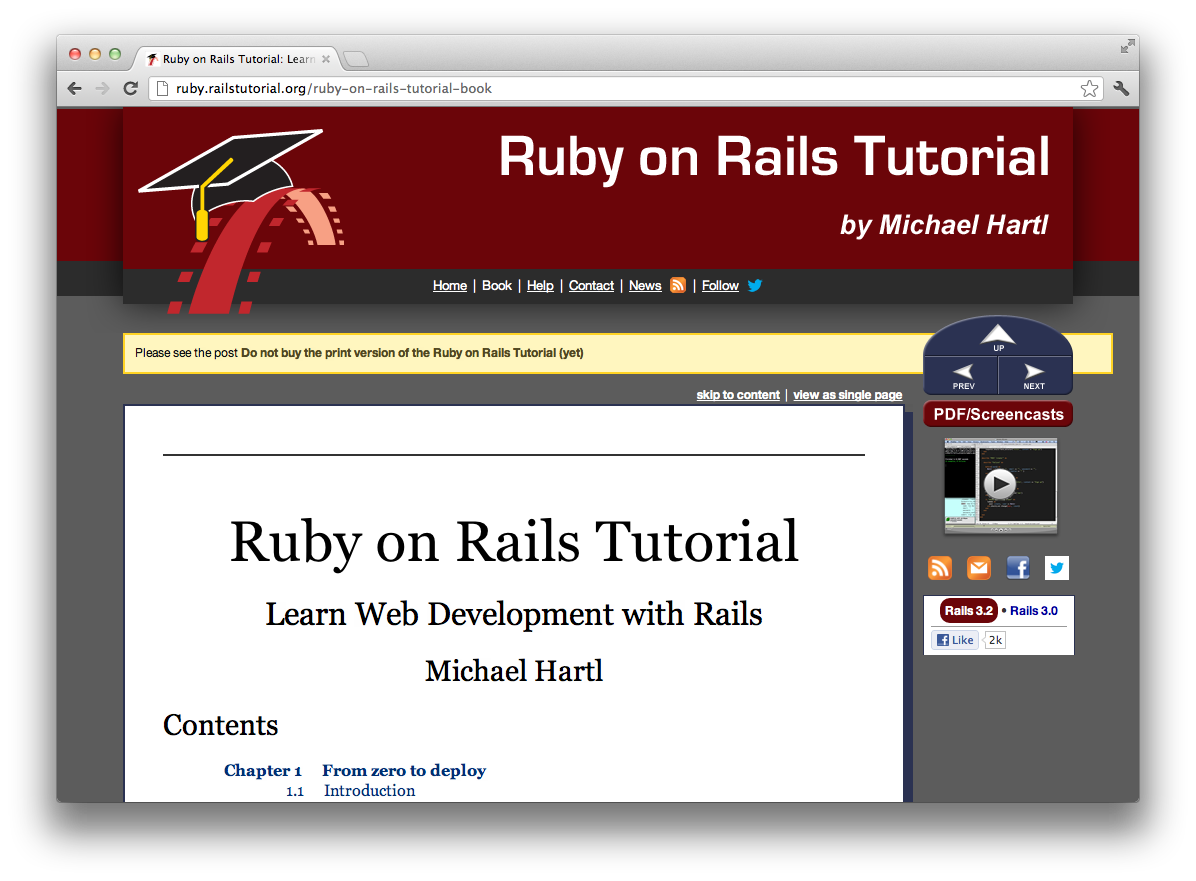 Ruby on Rails Tutorial: Learn
ruby.railstutorial.org/ruby-on-rails-tutorial-book
Ruby on Rails Tutorial
by Michael Hartl
Home | Book | Help | Contact | News | Follow
Please see the post Do not buy the print version of the Ruby on Rails Tutorial (yet)
UP
PREV NEXT
skip to content | view as single page
PDF/Screencasts
Ruby on Rails Tutorial
Learn Web Development with Rails
Michael Hartl
Rails 3.2 • Rails 3.0
Like 2k
Contents
Chapter 1 From zero to deploy
1.1 Introduction